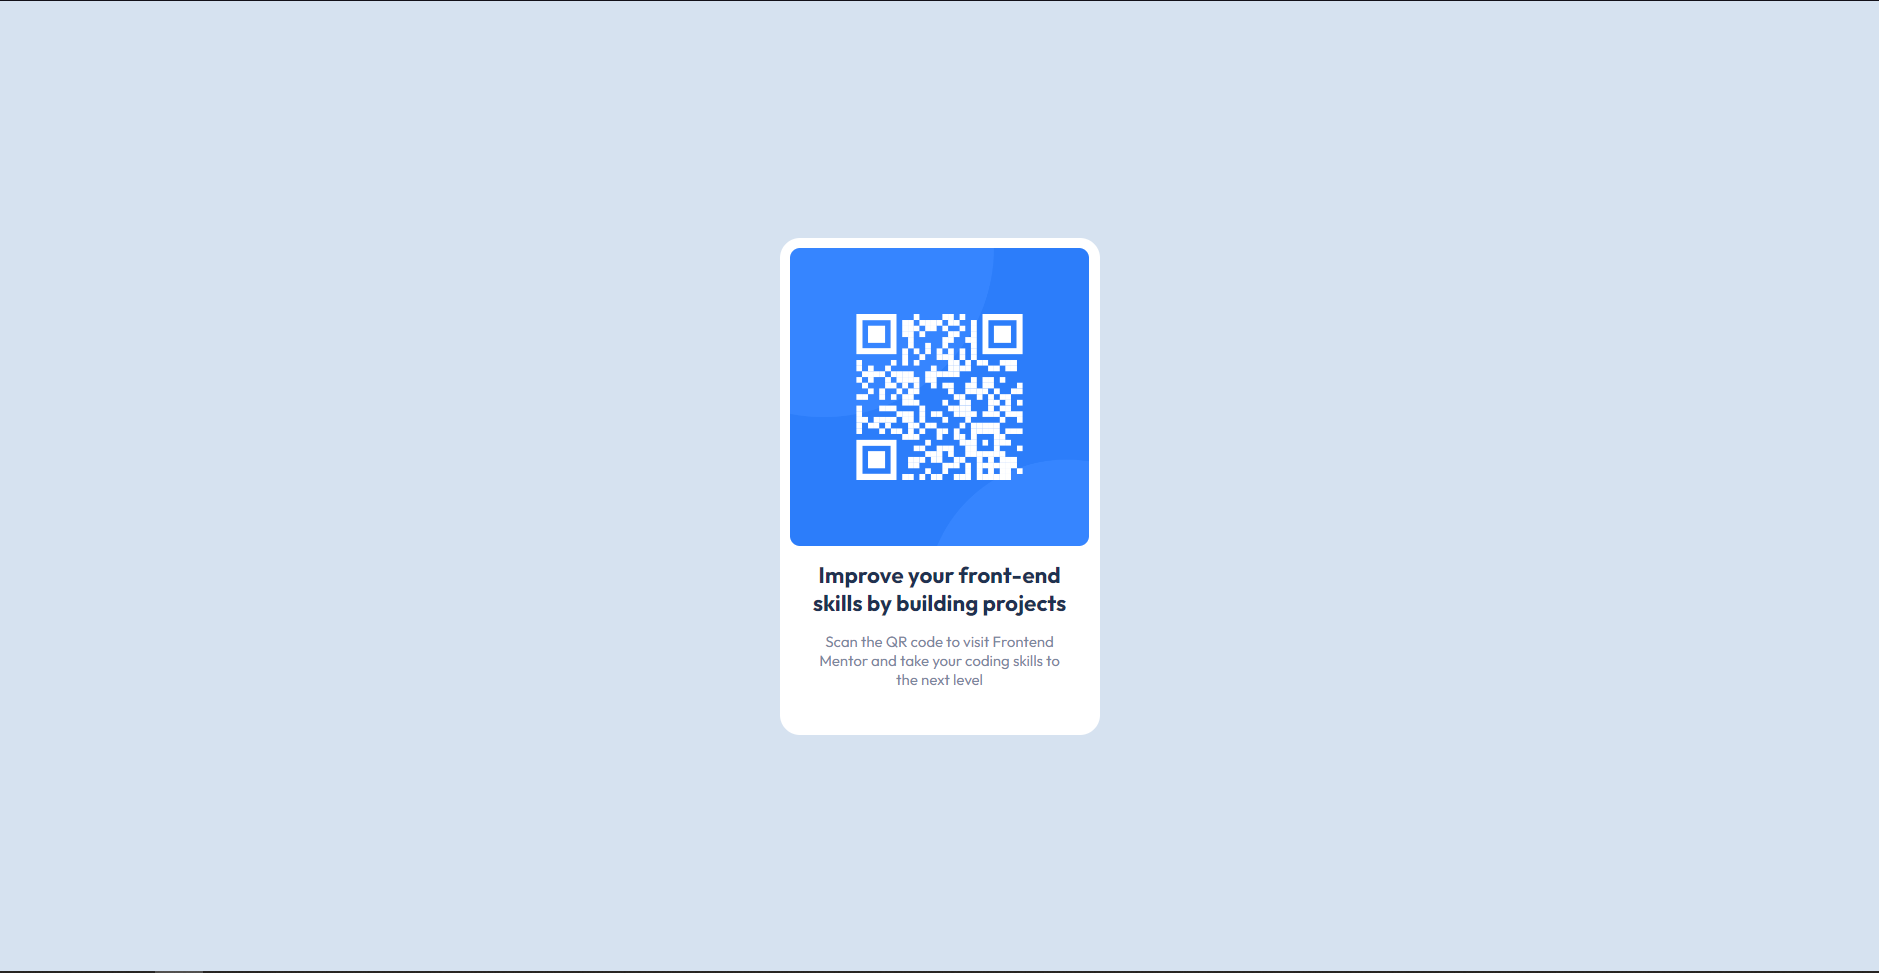 Improve your front-end
skills by building projects
Scan the QR code to visit Frontend
Mentor and take your coding skills to
the next level